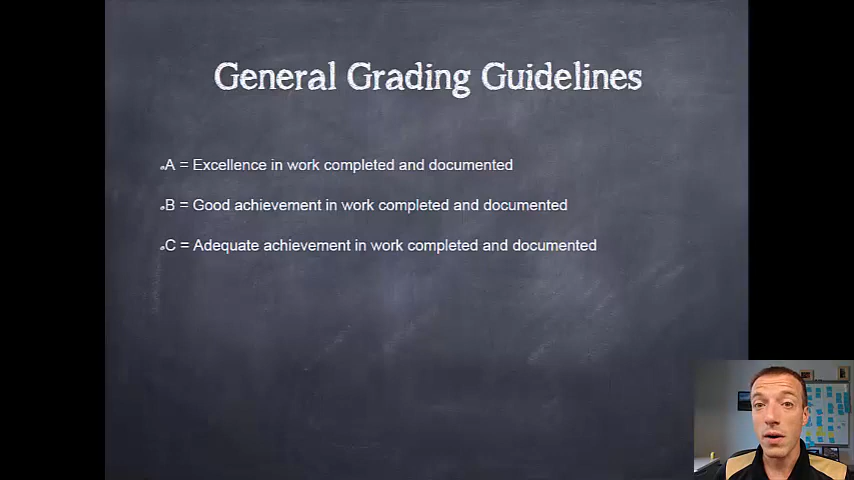 General Grading Guidelines
A = Excellence in work completed and documented
B = Good achievement in work completed and documented
C = Adequate achievement in work completed and documented